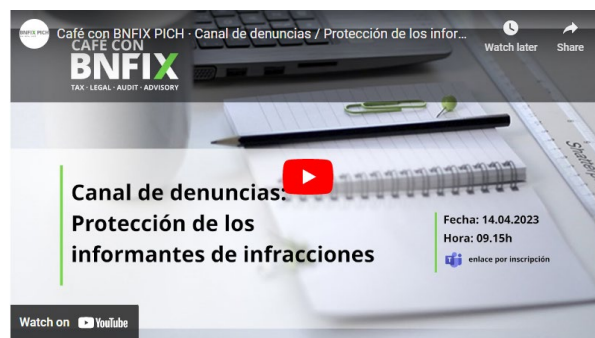 BNFIX PICH
Café con BNFIX PICH · Canal de denuncias / Protección de los infor...
Watch later
Share
CAFÉ CON
BNFIX
TAX · LEGAL · AUDIT · ADVISORY
Shatterp
Canal de denuncias:
Protección de los
informantes de infracciones
Fecha: 14.04.2023
Hora: 09.15h
enlace por inscripción
Watch on YouTube